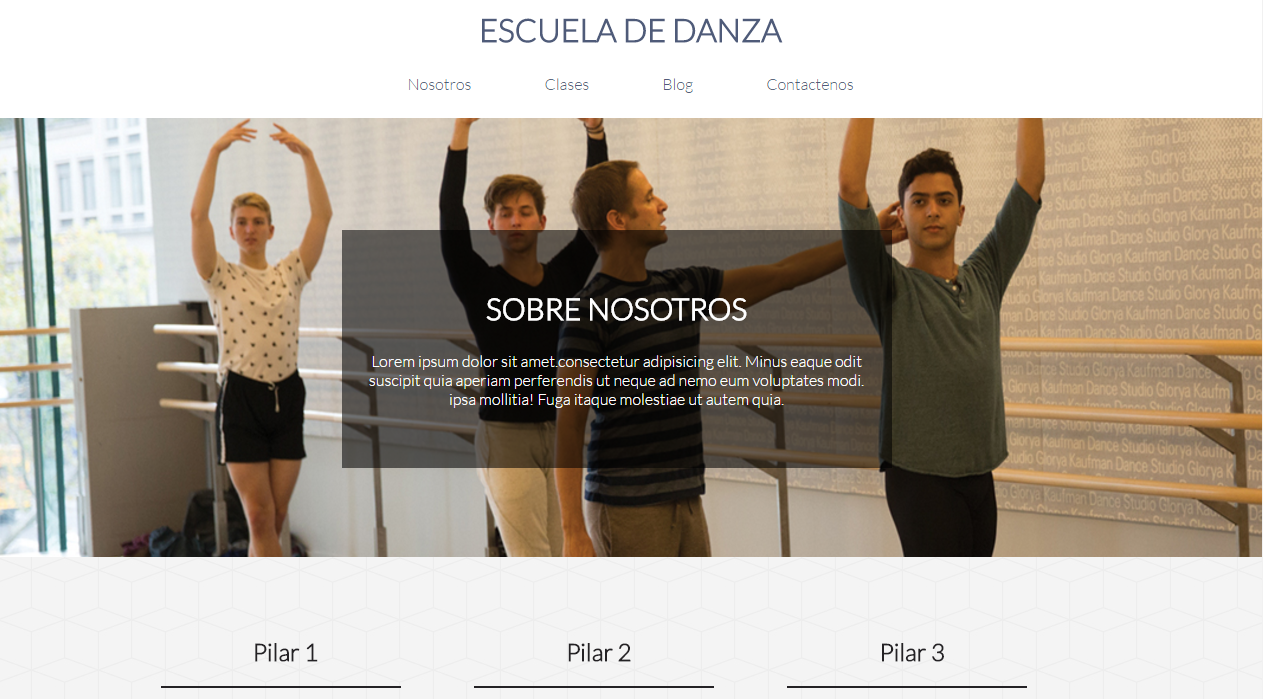 ESCUELA DE DANZA
Nosotros Clases Blog Contactenos
SOBRE NOSOTROS
Lorem ipsum dolor sit amet.consectetur adipisicing elit. Minus eaque odit
suscipit quia aperiam perferendis ut neque ad nemo eum voluptates modi.
ipsa mollitia! Fuga itaque molestiae ut autem quia.
Glorya Kaufman Dance Studio Glorya Kaufman
Pilar 1 Pilar 2 Pilar 3